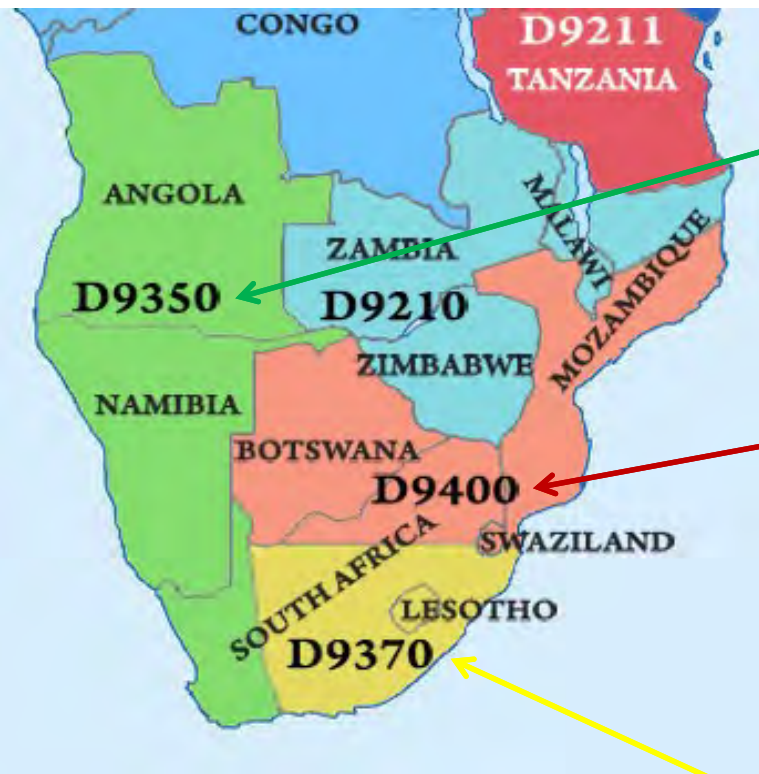 CONGO
D9211
TANZANIA
ANGOLA
MALAWI
ZAMBIA
D9350
D9210
MOZAMBIQUE
ZIMBABWE
NAMIBIA
BOTSWANA
D9400
SWAZILAND
SOUTH AFRICA
LESOTHO
D9370